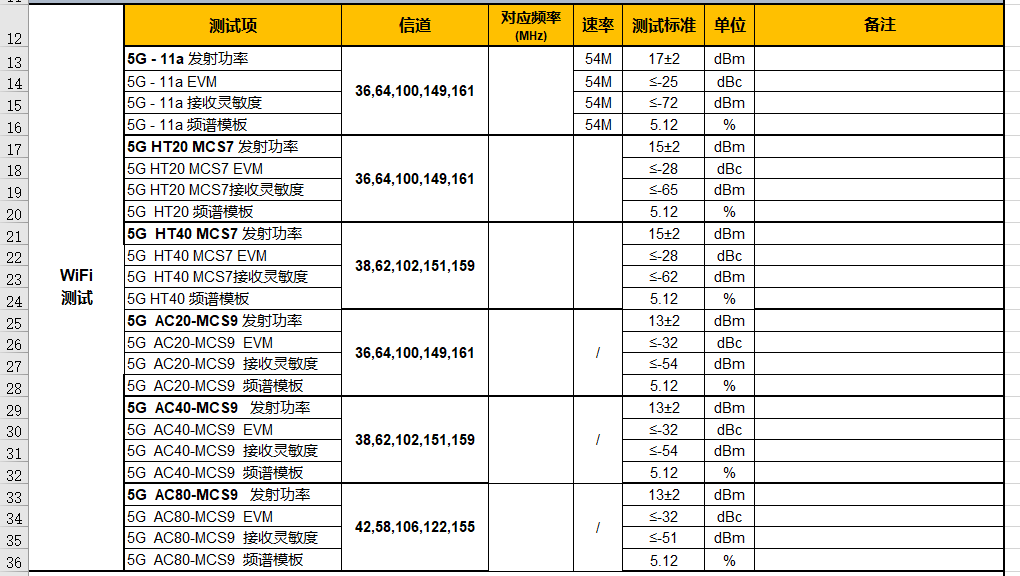 12 测试项 信道 对应频率 (MHz) 速率 测试标准 单位 备注
13 5G - 11a 发射功率 54M 17±2 dBm
14 5G - 11a EVM 36,64,100,149,161 54M ≤-25 dBc
15 5G - 11a 接收灵敏度 54M ≤-72 dBm
16 5G - 11a 频谱模板 54M 5.12 %
17 5G HT20 MCS7 发射功率 15±2 dBm
18 5G HT20 MCS7 EVM 36,64,100,149,161 ≤-28 dBc
19 5G HT20 MCS7接收灵敏度 ≤-65 dBm
20 5G HT20 频谱模板 5.12 %
21 5G HT40 MCS7 发射功率 15±2 dBm
22 5G HT40 MCS7 EVM 38,62,102,151,159 ≤-28 dBc
23 WiFi 5G HT40 MCS7接收灵敏度 ≤-62 dBm
24 测试 5G HT40 频谱模板 5.12 %
25 5G AC20-MCS9 发射功率 13±2 dBm
26 5G AC20-MCS9 EVM 36,64,100,149,161 / ≤-32 dBc
27 5G AC20-MCS9 接收灵敏度 ≤-54 dBm
28 5G AC20-MCS9 频谱模板 5.12 %
29 5G AC40-MCS9 发射功率 13±2 dBm
30 5G AC40-MCS9 EVM 38,62,102,151,159 / ≤-32 dBc
31 5G AC40-MCS9 接收灵敏度 ≤-54 dBm
32 5G AC40-MCS9 频谱模板 5.12 %
33 5G AC80-MCS9 发射功率 13±2 dBm
34 5G AC80-MCS9 EVM 42,58,106,122,155 / ≤-32 dBc
35 5G AC80-MCS9 接收灵敏度 ≤-51 dBm
36 5G AC80-MCS9 频谱模板 5.12 %